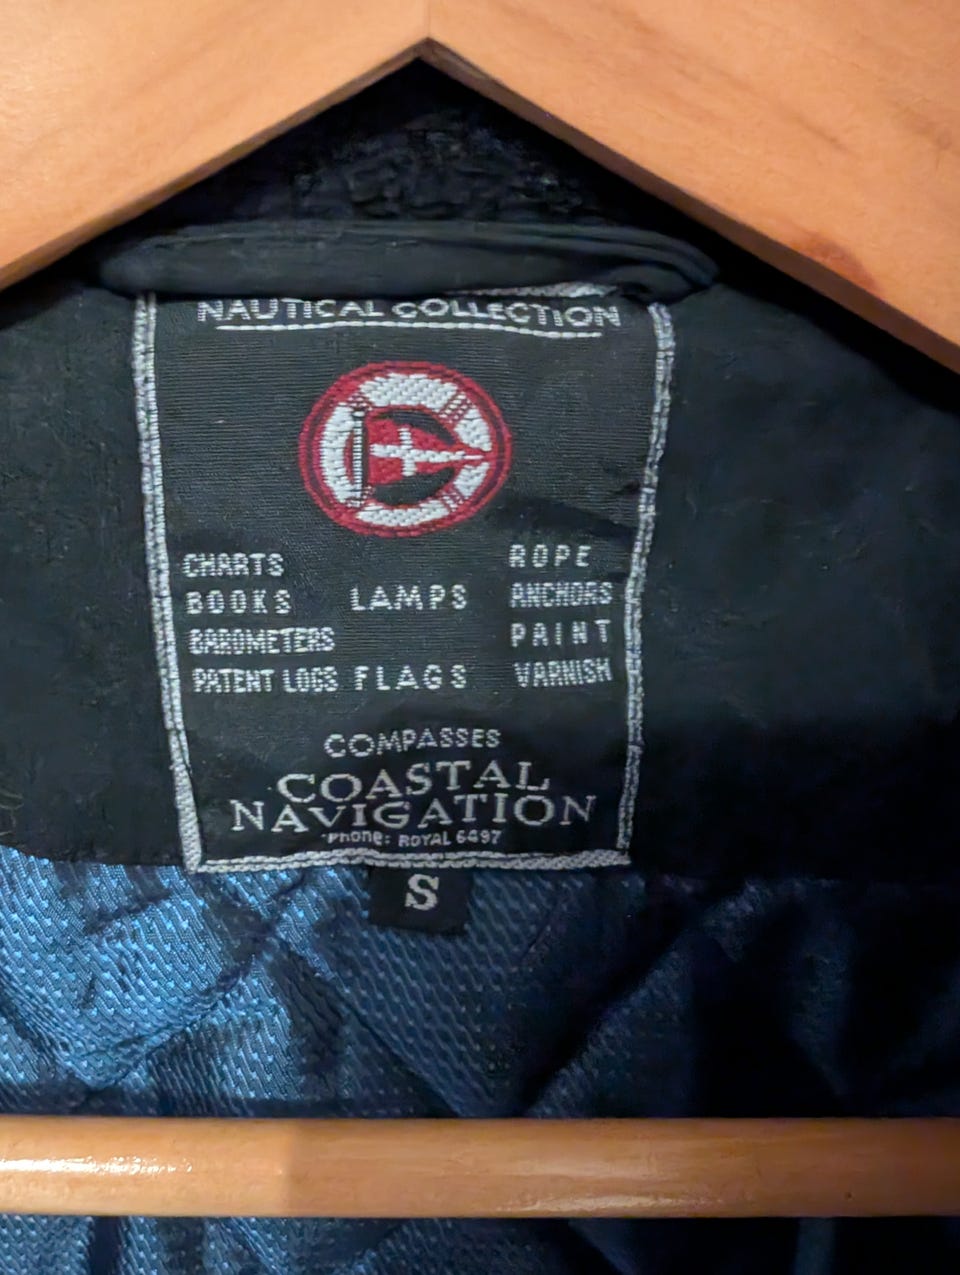 NAUTICAL COLLECTION
CHARTS
BOOKS
BAROMETERS
PATENT LOGS
LAMPS
FLAGS
ROPE
ANCHORS
PAINT
VARNISH
COMPASSES
COASTAL
NAVIGATION
Phone: ROYAL 6497
S